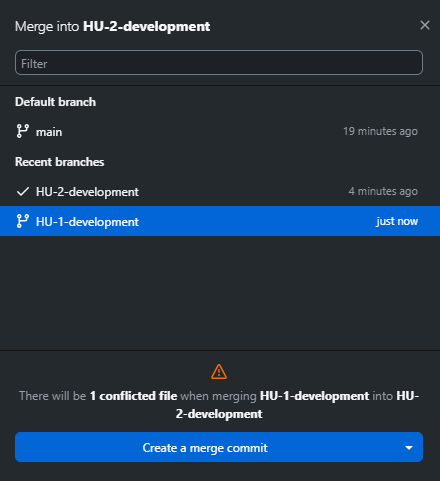 Merge into HU-2-development
Filter
Default branch
main 19 minutes ago
Recent branches
HU-2-development 4 minutes ago
HU-1-development just now
There will be 1 conflicted file when merging HU-1-development into HU-
2-development
Create a merge commit